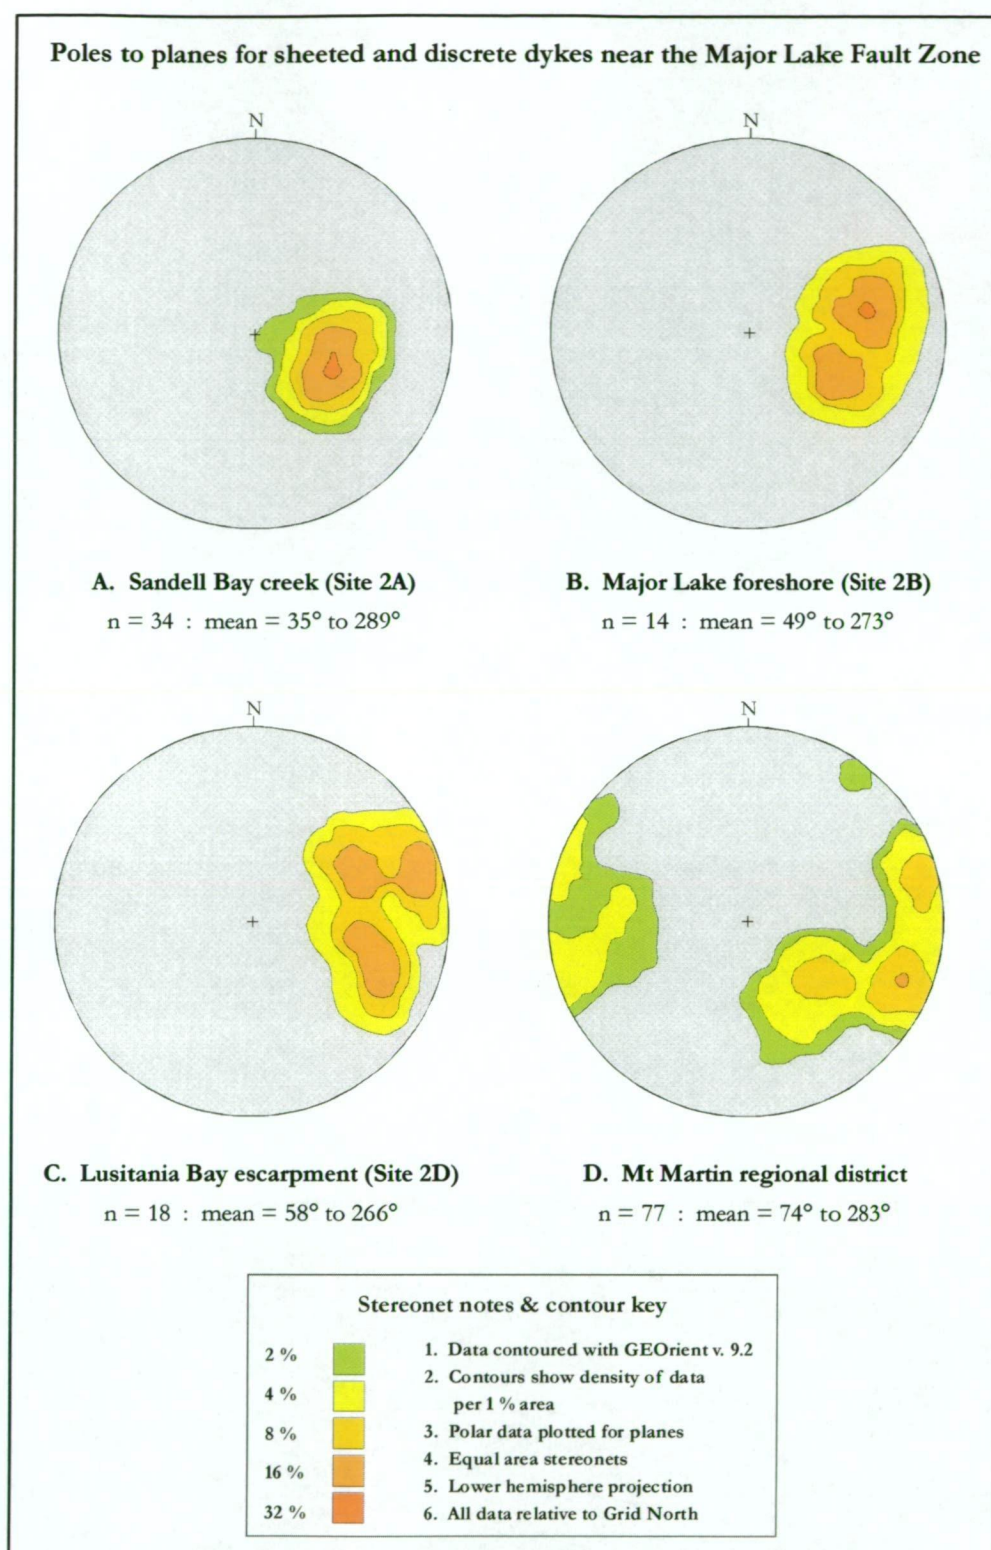 Poles to planes for sheeted and discrete dykes near the Major Lake Fault Zone
N
N
A. Sandell Bay creek (Site 2A)
n = 34 : mean = 35° to 289°
B. Major Lake foreshore (Site 2B)
n = 14 : mean = 49° to 273°
N
N
C. Lusitania Bay escarpment (Site 2D)
n = 18 : mean = 58° to 266°
D. Mt Martin regional district
n = 77 : mean = 74° to 283°
Stereonet notes & contour key
2 %
4 %
8 %
16 %
32 %
1. Data contoured with GEOrient v. 9.2
2. Contours show density of data
per 1 % area
3. Polar data plotted for planes
4. Equal area stereonets
5. Lower hemisphere projection
6. All data relative to Grid North